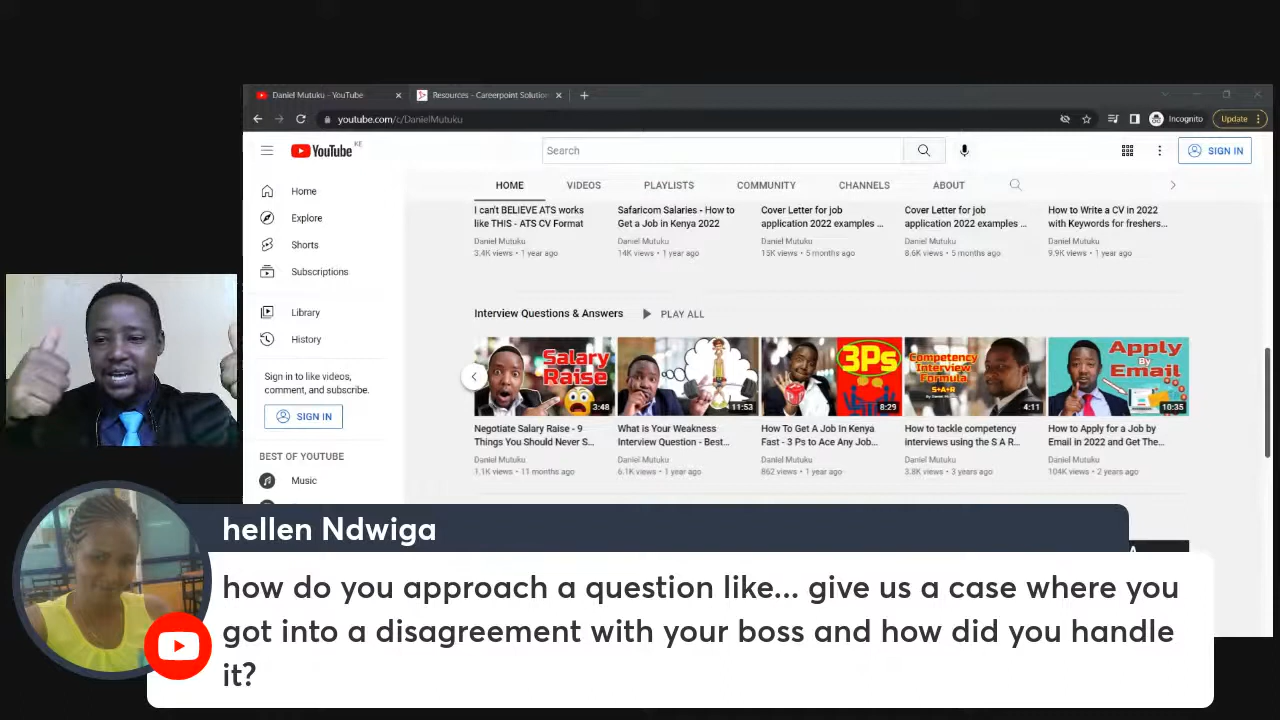 Daniel Mutuku - YouTube
Resources - Careerpoint Solution
youtube.com/c/DanielMutuku
Incognito
Update
YouTube KE
Search
SIGN IN
HOME
VIDEOS
PLAYLISTS
COMMUNITY
CHANNELS
ABOUT
Home
Explore
Shorts
Subscriptions
Library
History
Sign in to like videos,
comment, and subscribe.
SIGN IN
BEST OF YOUTUBE
Music
I can't BELIEVE ATS works
like THIS - ATS CV Format
Daniel Mutuku
3.4K views • 1 year ago
Safaricom Salaries - How to
Get a Job in Kenya 2022
Daniel Mutuku
14K views • 1 year ago
Cover Letter for job
application 2022 examples ...
Daniel Mutuku
15K views • 5 months ago
Cover Letter for job
application 2022 examples ...
Daniel Mutuku
8.6K views • 5 months ago
How to Write a CV in 2022
with Keywords for freshers...
Daniel Mutuku
9.9K views • 1 year ago
Interview Questions & Answers
PLAY ALL
Salary
Raise
3:48
11:53
3Ps
8:29
Competency
Interview
Formula
S+A+R
4:11
Apply
By
Email
10:35
Negotiate Salary Raise - 9
Things You Should Never S...
Daniel Mutuku
1.1K views • 11 months ago
What is Your Weakness
Interview Question - Best...
Daniel Mutuku
6.1K views • 1 year ago
How To Get A Job In Kenya
Fast - 3 Ps to Ace Any Job...
Daniel Mutuku
862 views • 1 year ago
How to tackle competency
interviews using the S A R...
Daniel Mutuku
3.8K views • 3 years ago
How to Apply for a Job by
Email in 2022 and Get The...
Daniel Mutuku
104K views • 2 years ago
hellen Ndwiga
how do you approach a question like... give us a case where you
got into a disagreement with your boss and how did you handle
it?